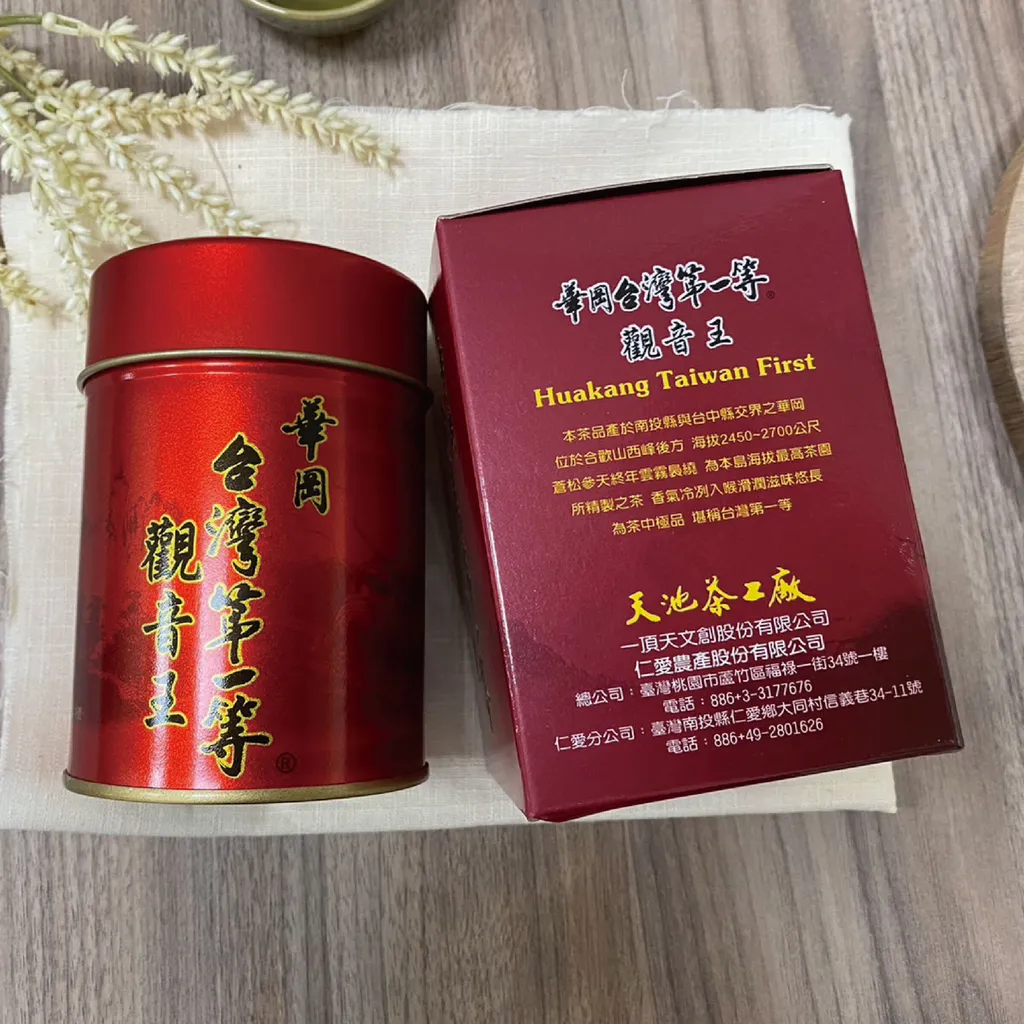 華岡
台灣第一等
觀音王
®
華岡台灣第一等®
觀音王
Huakang Taiwan First
本茶品產於南投縣與台中縣交界之華岡
位於合歡山西峰後方 海拔2450~2700公尺
蒼松參天終年雲霧裊繞 為本島海拔最高茶園
所精製之茶 香氣冷冽入喉滑潤滋味悠長
為茶中極品 堪稱台灣第一等
天池茶工廠
一頂天文創股份有限公司
仁愛農產股份有限公司
總公司：臺灣桃園市蘆竹區福祿一街34號一樓
電話：886+3-3177676
仁愛分公司：臺灣南投縣仁愛鄉大同村信義巷34-11號
電話：886+49-2801626